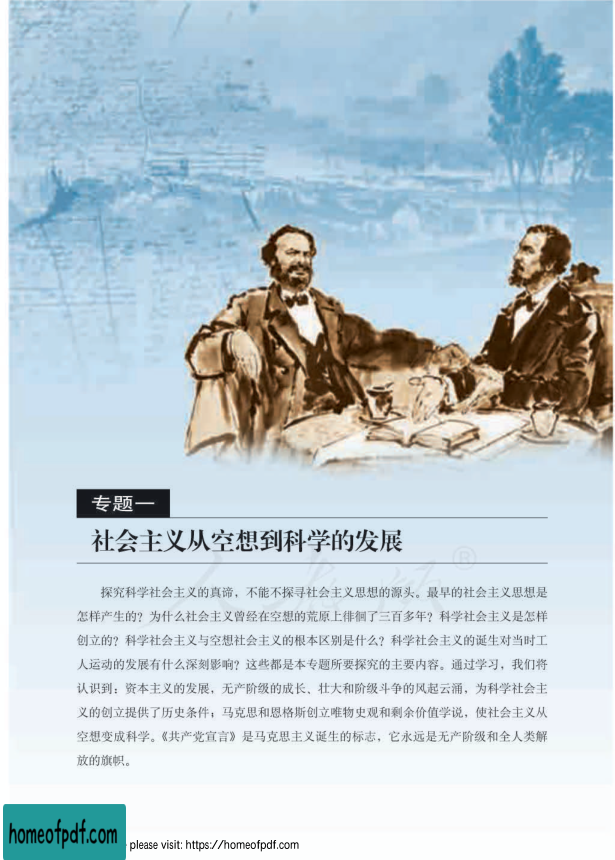 专题一
社会主义从空想到科学的发展
探究科学社会主义的真谛，不能不探寻社会主义思想的源头。最早的社会主义思想是
怎样产生的？为什么社会主义曾经在空想的荒原上徘徊了三百多年？科学社会主义是怎样
创立的？科学社会主义与空想社会主义的根本区别是什么？科学社会主义的诞生对当时工
人运动的发展有什么深刻影响？这些都是本专题所要探究的主要内容。通过学习，我们将
认识到：资本主义的发展，无产阶级的成长、壮大和阶级斗争的风起云涌，为科学社会主
义的创立提供了历史条件；马克思和恩格斯创立唯物史观和剩余价值学说，使社会主义从
空想变成科学。《共产党宣言》是马克思主义诞生的标志，它永远是无产阶级和全人类解
放的旗帜。
homeofpdf.com
please visit: https://homeofpdf.com